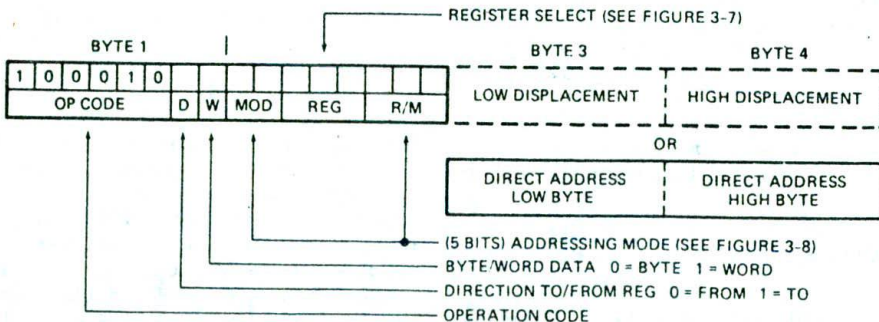 REGISTER SELECT (SEE FIGURE 3-7)
BYTE 1
BYTE 3
BYTE 4
1 0 0 0 1 0
OP CODE D W MOD REG R/M
LOW DISPLACEMENT
HIGH DISPLACEMENT
OR
DIRECT ADDRESS
LOW BYTE
DIRECT ADDRESS
HIGH BYTE
(5 BITS) ADDRESSING MODE (SEE FIGURE 3-8)
BYTE/WORD DATA 0 = BYTE 1 = WORD
DIRECTION TO/FROM REG 0 = FROM 1 = TO
OPERATION CODE